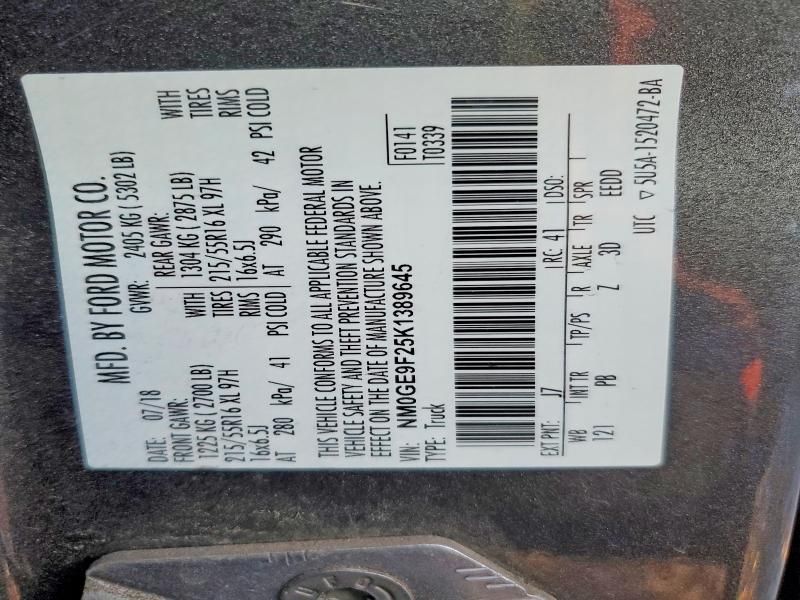 MFD. BY FORD MOTOR CO.
DATE: 07/18 GVWR: 2405 KG ( 5302 LB)
FRONT GAWR: REAR GAWR:
1225 KG ( 2700 LB) WITH 1304 KG ( 2875 LB) WITH
215/55R16 XL 97H TIRES 215/55R16 XL 97H TIRES
16x6.5J RIMS 16x6.5J RIMS
AT 280 kPa/ 41 PSI COLD AT 290 kPa/ 42 PSI COLD
THIS VEHICLE CONFORMS TO ALL APPLICABLE FEDERAL MOTOR
VEHICLE SAFETY AND THEFT PREVENTION STANDARDS IN
EFFECT ON THE DATE OF MANUFACTURE SHOWN ABOVE.
VIN: NM0GE9F25K1389645
TYPE: Truck
F0141
T0339
EXT PNT: J7 RC: 41 DSO:
WB INT TR TP/PS R AXLE TR SPR
121 PB Z 3D EEDD
UTC ▽ 5U5A-1520472-BA